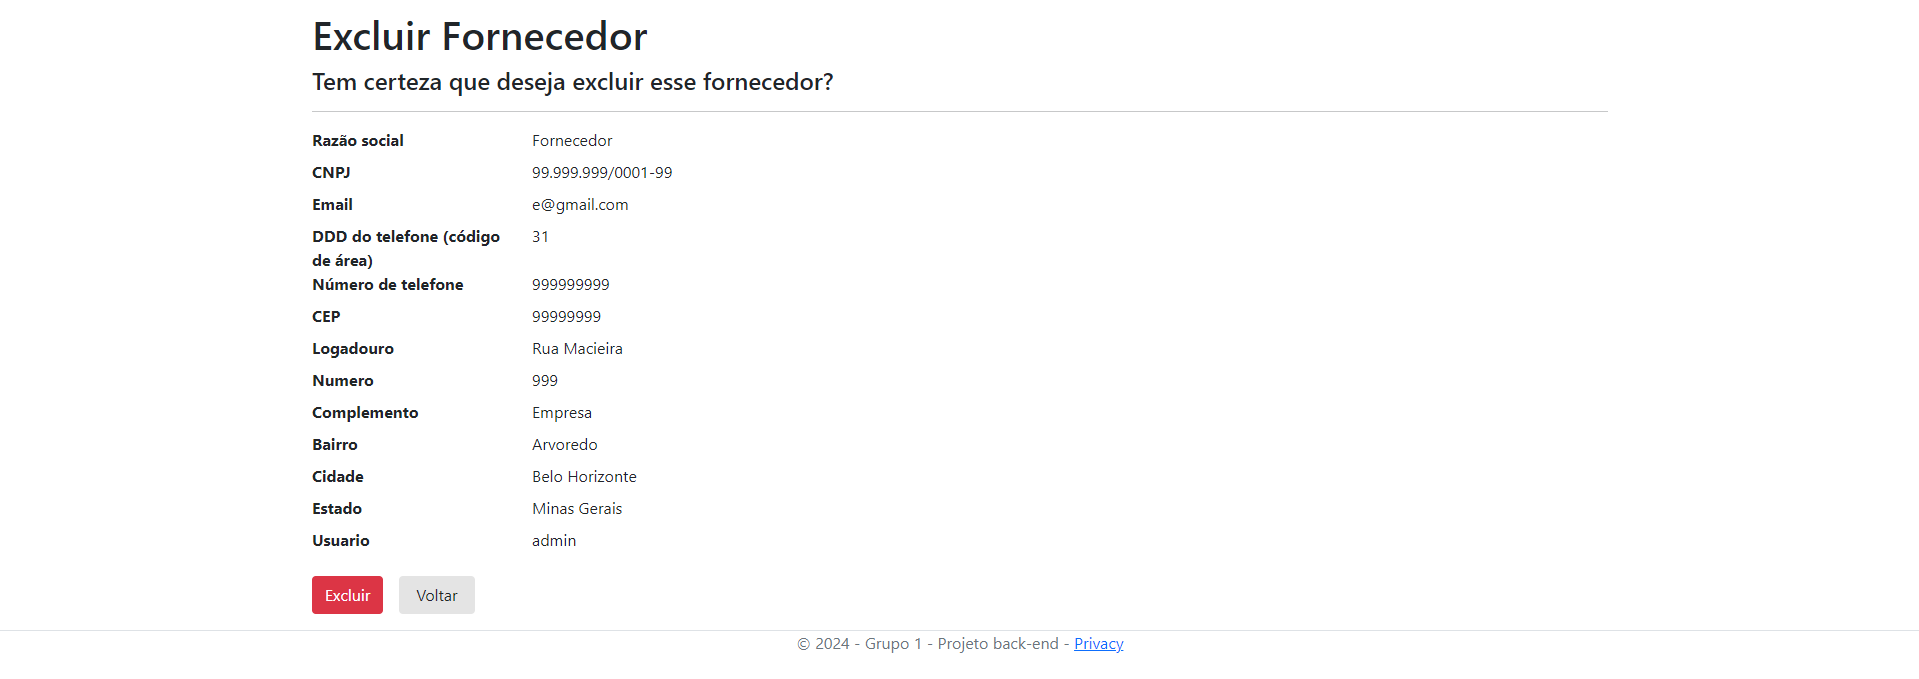 Excluir Fornecedor
Tem certeza que deseja excluir esse fornecedor?
Razão social Fornecedor
CNPJ 99.999.999/0001-99
Email e@gmail.com
DDD do telefone (código 31
de área)
Número de telefone 999999999
CEP 99999999
Logadouro Rua Macieira
Numero 999
Complemento Empresa
Bairro Arvoredo
Cidade Belo Horizonte
Estado Minas Gerais
Usuario admin
Excluir Voltar
© 2024 - Grupo 1 - Projeto back-end - Privacy